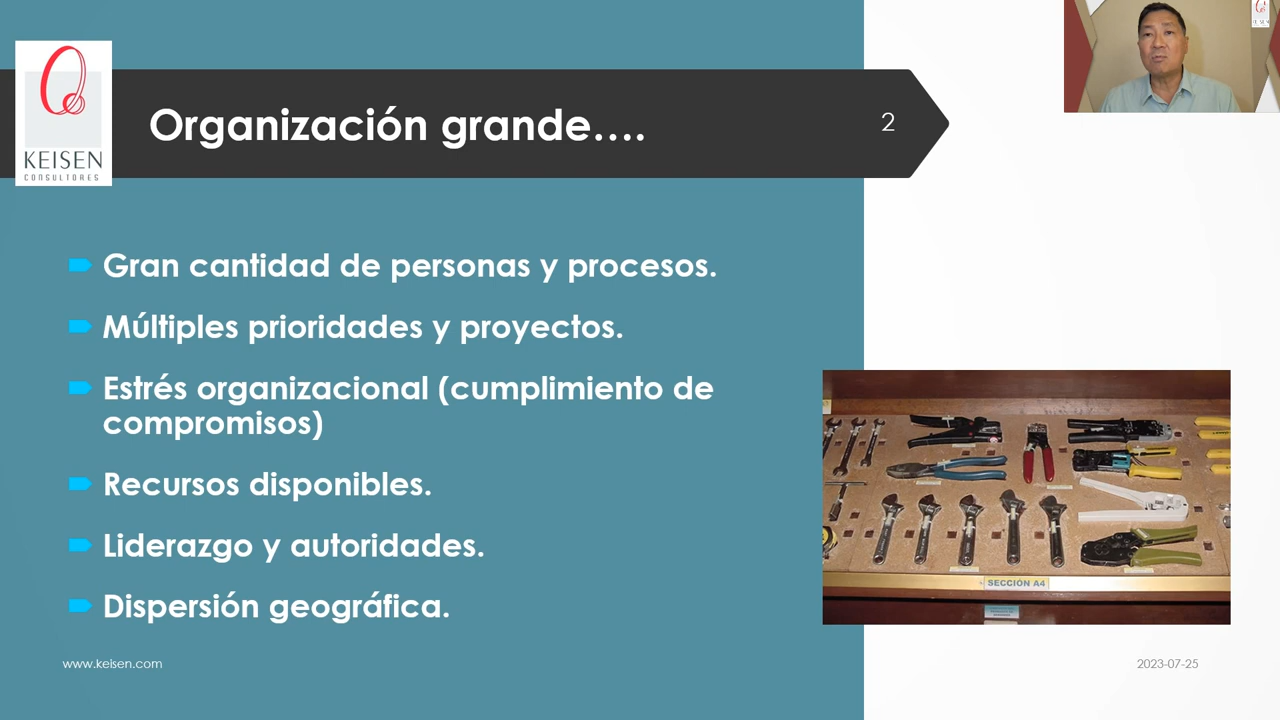 KEISEN
CONSULTORES
Organización grande....
2
Gran cantidad de personas y procesos.
Múltiples prioridades y proyectos.
Estrés organizacional (cumplimiento de
compromisos)
Recursos disponibles.
Liderazgo y autoridades.
Dispersión geográfica.
SECCIÓN A4
www.keisen.com
2023-07-25